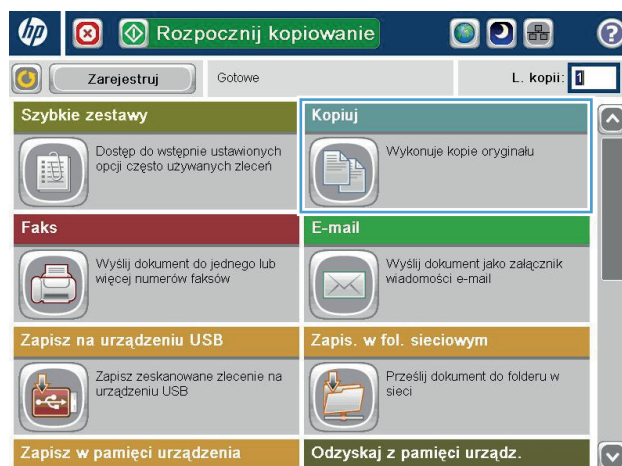 hp
Rozpocznij kopiowanie
?
Zarejestruj
Gotowe
L. kopii: 1
Szybkie zestawy
Dostęp do wstępnie ustawionych
opcji często używanych zleceń
Kopiuj
Wykonuje kopie oryginału
Faks
Wyślij dokument do jednego lub
więcej numerów faksów
E-mail
Wyślij dokument jako załącznik
wiadomości e-mail
Zapisz na urządzeniu USB
Zapisz zeskanowane zlecenie na
urządzeniu USB
Zapis. w fol. sieciowym
Prześlij dokument do folderu w
sieci
Zapisz w pamięci urządzenia
Odzyskaj z pamięci urządz.